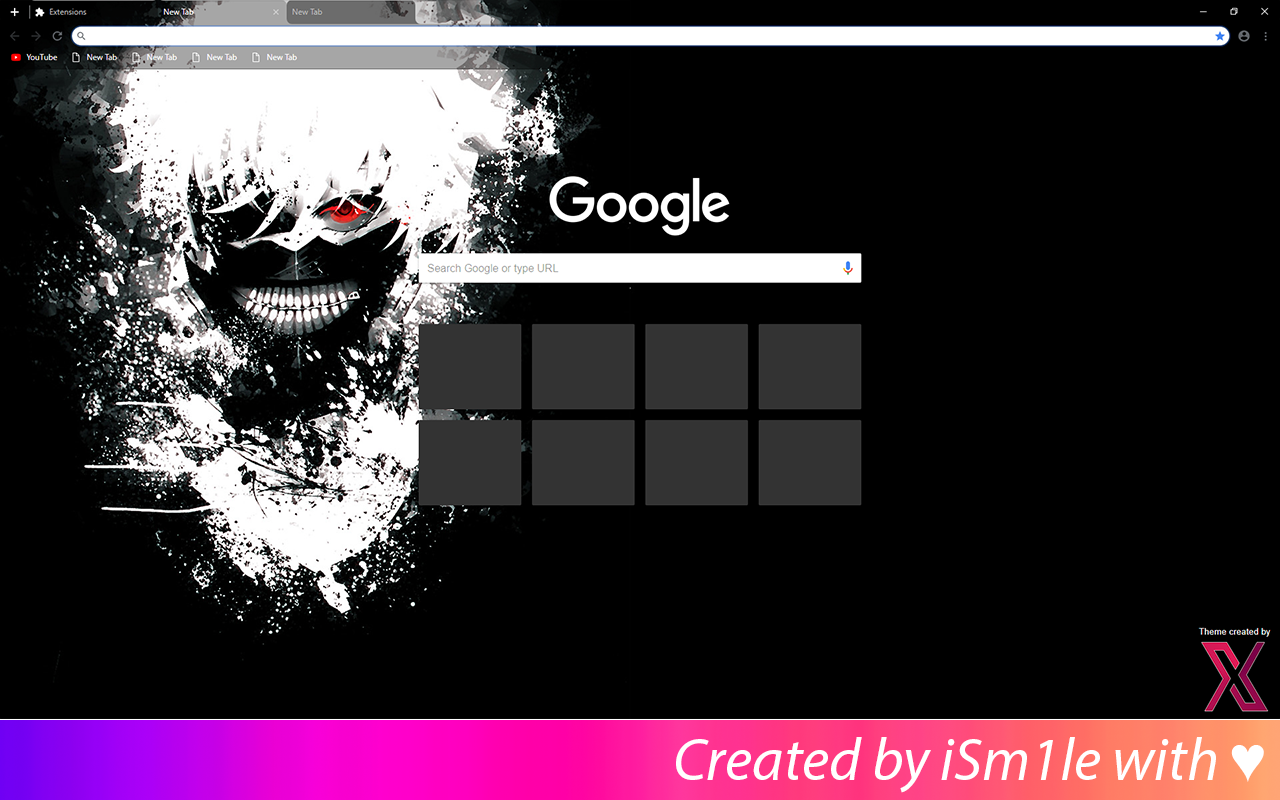 Extensions
New Tab
New Tab
YouTube
New Tab
New Tab
New Tab
New Tab
Google
Search Google or type URL
Theme created by
X
Created by iSm1le with ♥